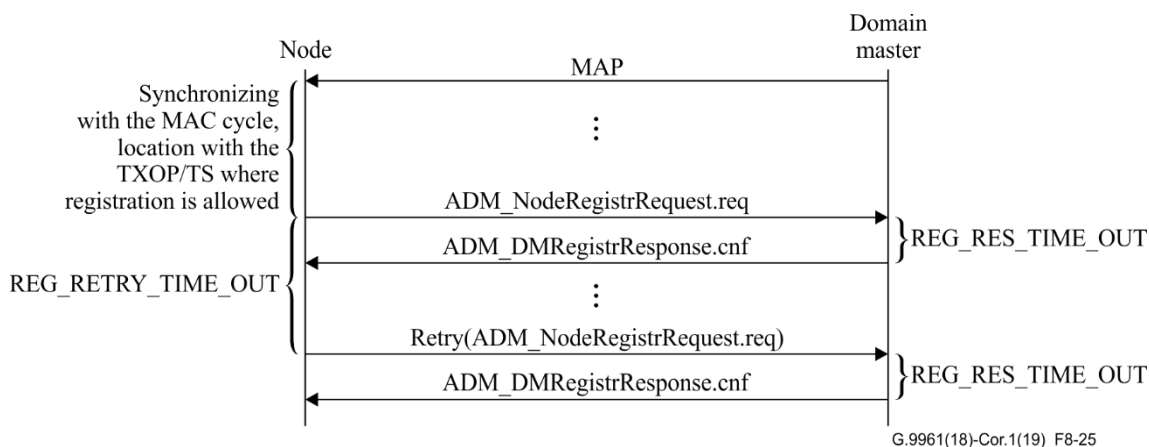 Node
Domain
master
MAP
Synchronizing
with the MAC cycle,
location with the
TXOP/TS where
registration is allowed
ADM_NodeRegistrRequest.req
REG_RES_TIME_OUT
ADM_DMRegistrResponse.cnf
REG_RETRY_TIME_OUT
Retry(ADM_NodeRegistrRequest.req)
REG_RES_TIME_OUT
ADM_DMRegistrResponse.cnf
G.9961(18)-Cor.1(19)_F8-25